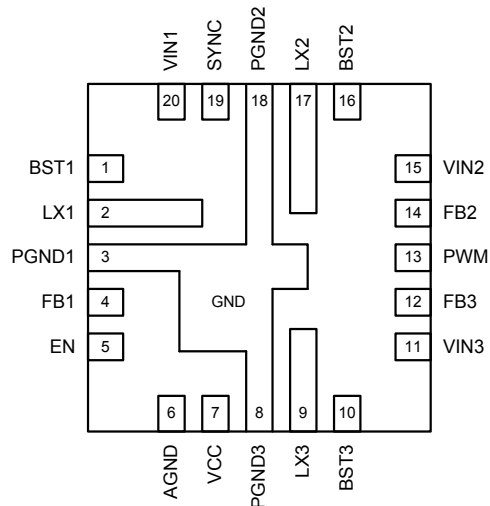 VIN1
SYNC
PGND2
LX2
BST2
20
19
18
17
16
BST1
1
15
VIN2
LX1
2
14
FB2
PGND1
3
13
PWM
FB1
4
GND
12
FB3
EN
5
11
VIN3
6
7
8
9
10
AGND
VCC
PGND3
LX3
BST3